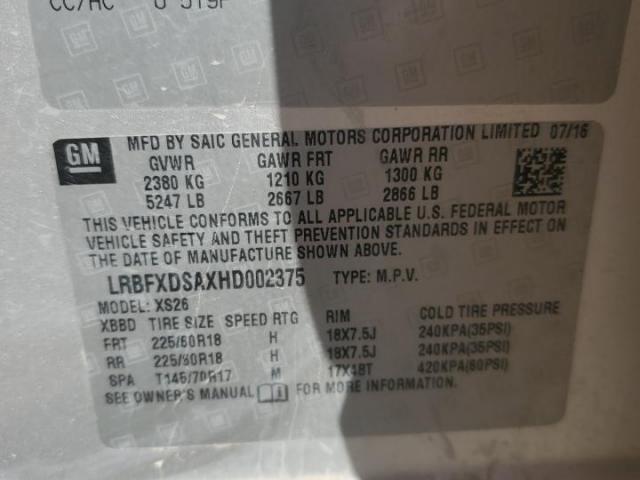 CC/AC U 5T9P
GM
MFD BY SAIC GENERAL MOTORS CORPORATION LIMITED 07/16
GVWR GAWR FRT GAWR RR
2380 KG 1210 KG 1300 KG
5247 LB 2667 LB 2866 LB
THIS VEHICLE CONFORMS TO ALL APPLICABLE U.S. FEDERAL MOTOR
VEHICLE SAFETY AND THEFT PREVENTION STANDARDS IN EFFECT ON
THE DATE OF MANUFACTURE SHOWN ABOVE.
LRBFXDSAXHD002375 TYPE: M.P.V.
MODEL: XS26
XBBD TIRE SIZE SPEED RTG RIM COLD TIRE PRESSURE
FRT 225/60R18 H 18X7.5J 240KPA(35PSI)
RR 225/60R18 H 18X7.5J 240KPA(35PSI)
SPA T145/70R17 M 17X4BT 420KPA(60PSI)
SEE OWNER'S MANUAL FOR MORE INFORMATION.